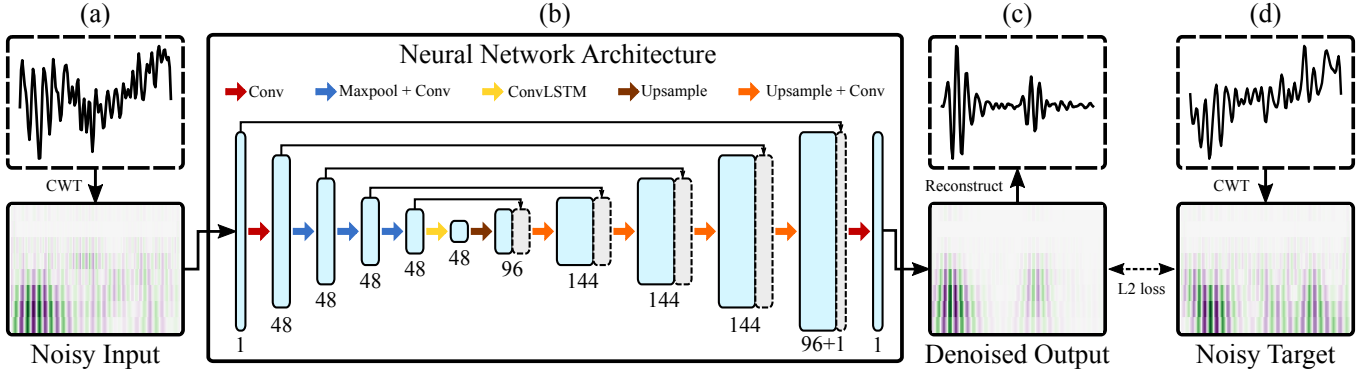 (a)
(b)
(c)
(d)
Neural Network Architecture
Conv
Maxpool + Conv
ConvLSTM
Upsample
Upsample + Conv
CWT
Reconstruct
CWT
1
48
48
48
48
48
96
144
144
144
96+1
1
L2 loss
Noisy Input
Denoised Output
Noisy Target